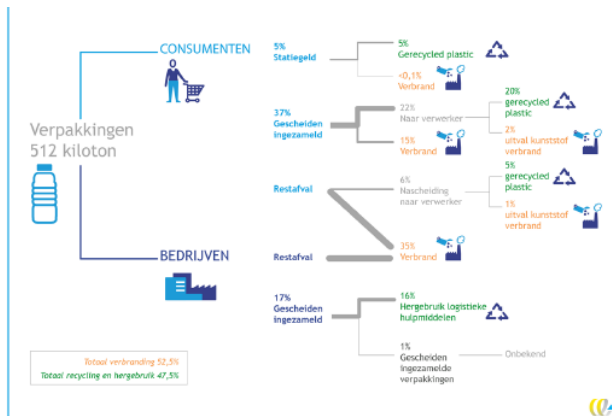 CONSUMENTEN
5%
Statiegeld
5%
Gerecycled plastic
<0,1%
Verbrand
37%
Gescheiden
ingezameld
22%
Naar verwerker
20%
gerecycled
plastic
2%
uitval kunststof
verbrand
15%
Verbrand
Verpakkingen
512 kiloton
Restafval
6%
Nascheiding
naar verwerker
5%
gerecycled
plastic
1%
uitval kunststof
verbrand
35%
Verbrand
BEDRIJVEN
Restafval
17%
Gescheiden
ingezameld
16%
Hergebruik logistieke
hulpmiddelen
1%
Gescheiden
ingezamelde
verpakkingen
Onbekend
Totaal verbranding 52,5%
Totaal recycling en hergebruik 47,5%